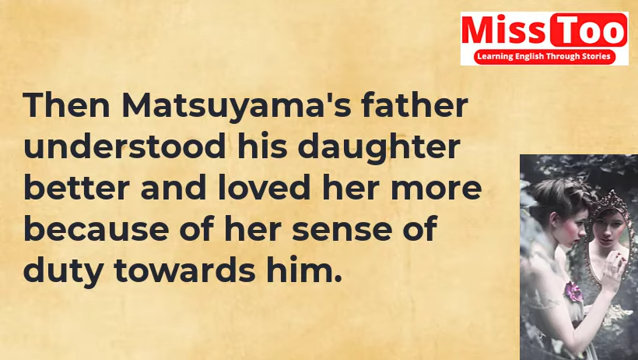 Miss Too
Learning English Through Stories
Then Matsuyama's father
understood his daughter
better and loved her more
because of her sense of
duty towards him.